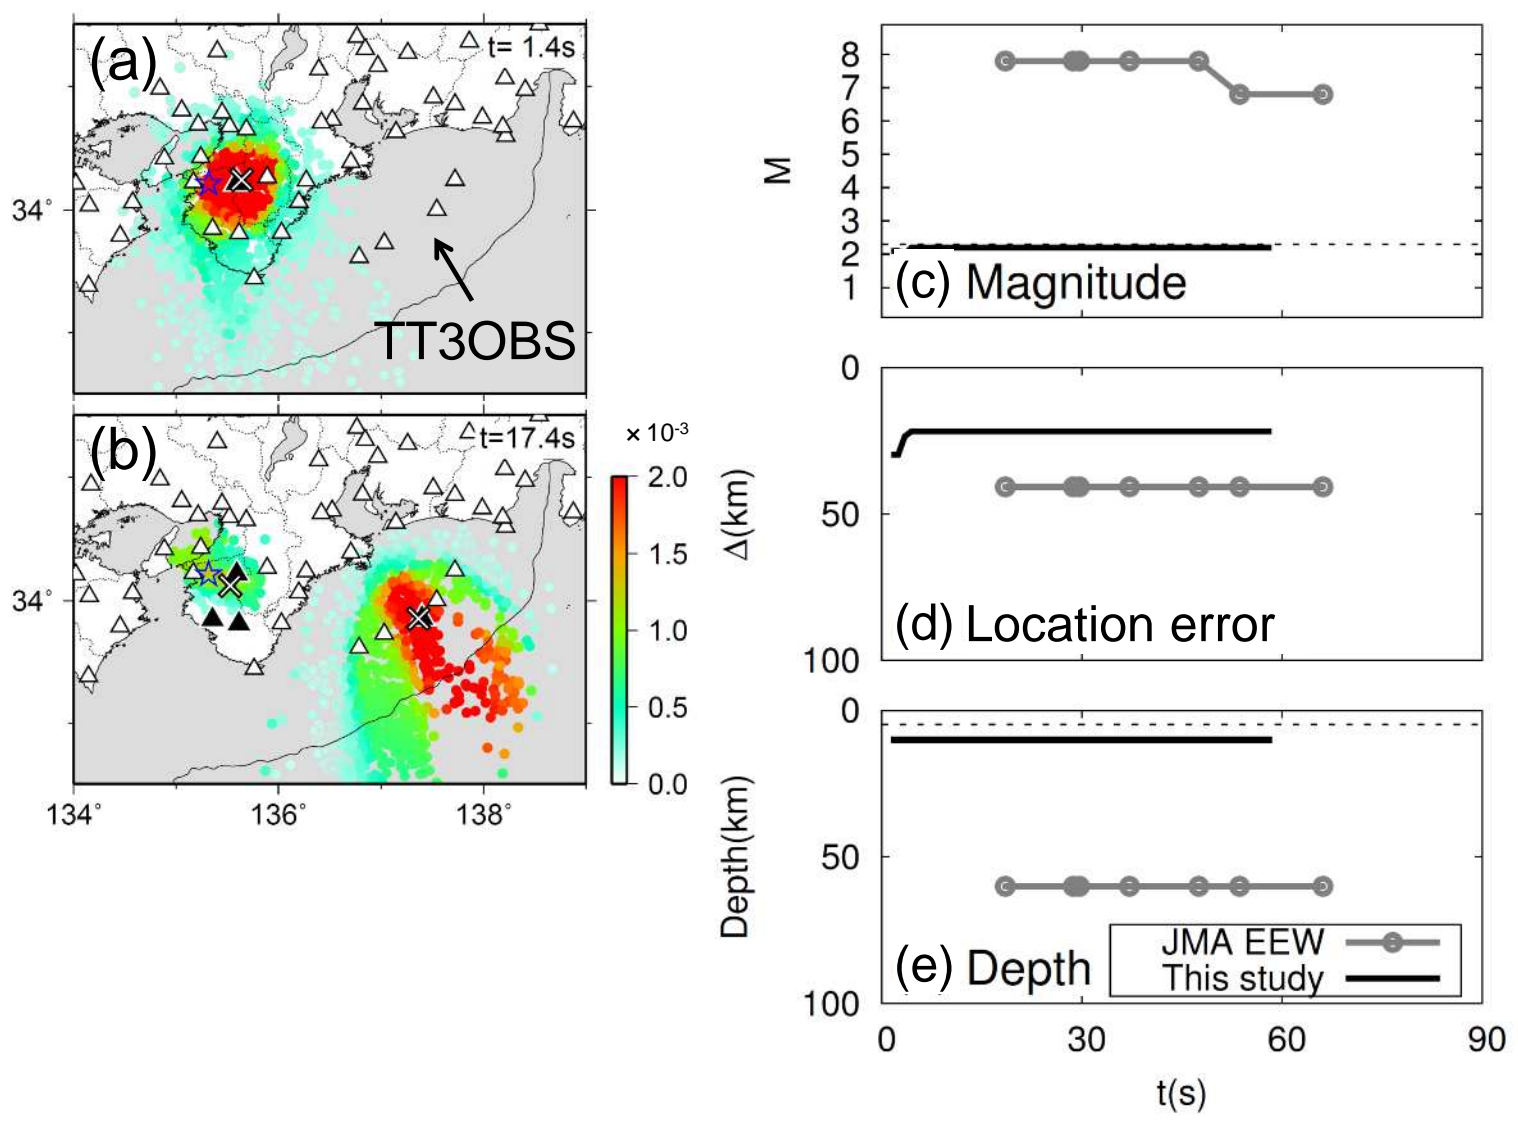 (a)
t= 1.4s
34°
TT3OBS
(b)
t=17.4s
34°
134°
136°
138°
× 10-3
2.0
1.5
1.0
0.5
0.0
M
8
7
6
5
4
3
2
1
(c) Magnitude
Δ(km)
0
50
100
(d) Location error
Depth(km)
0
50
100
(e) Depth
JMA EEW
This study
0
30
60
90
t(s)